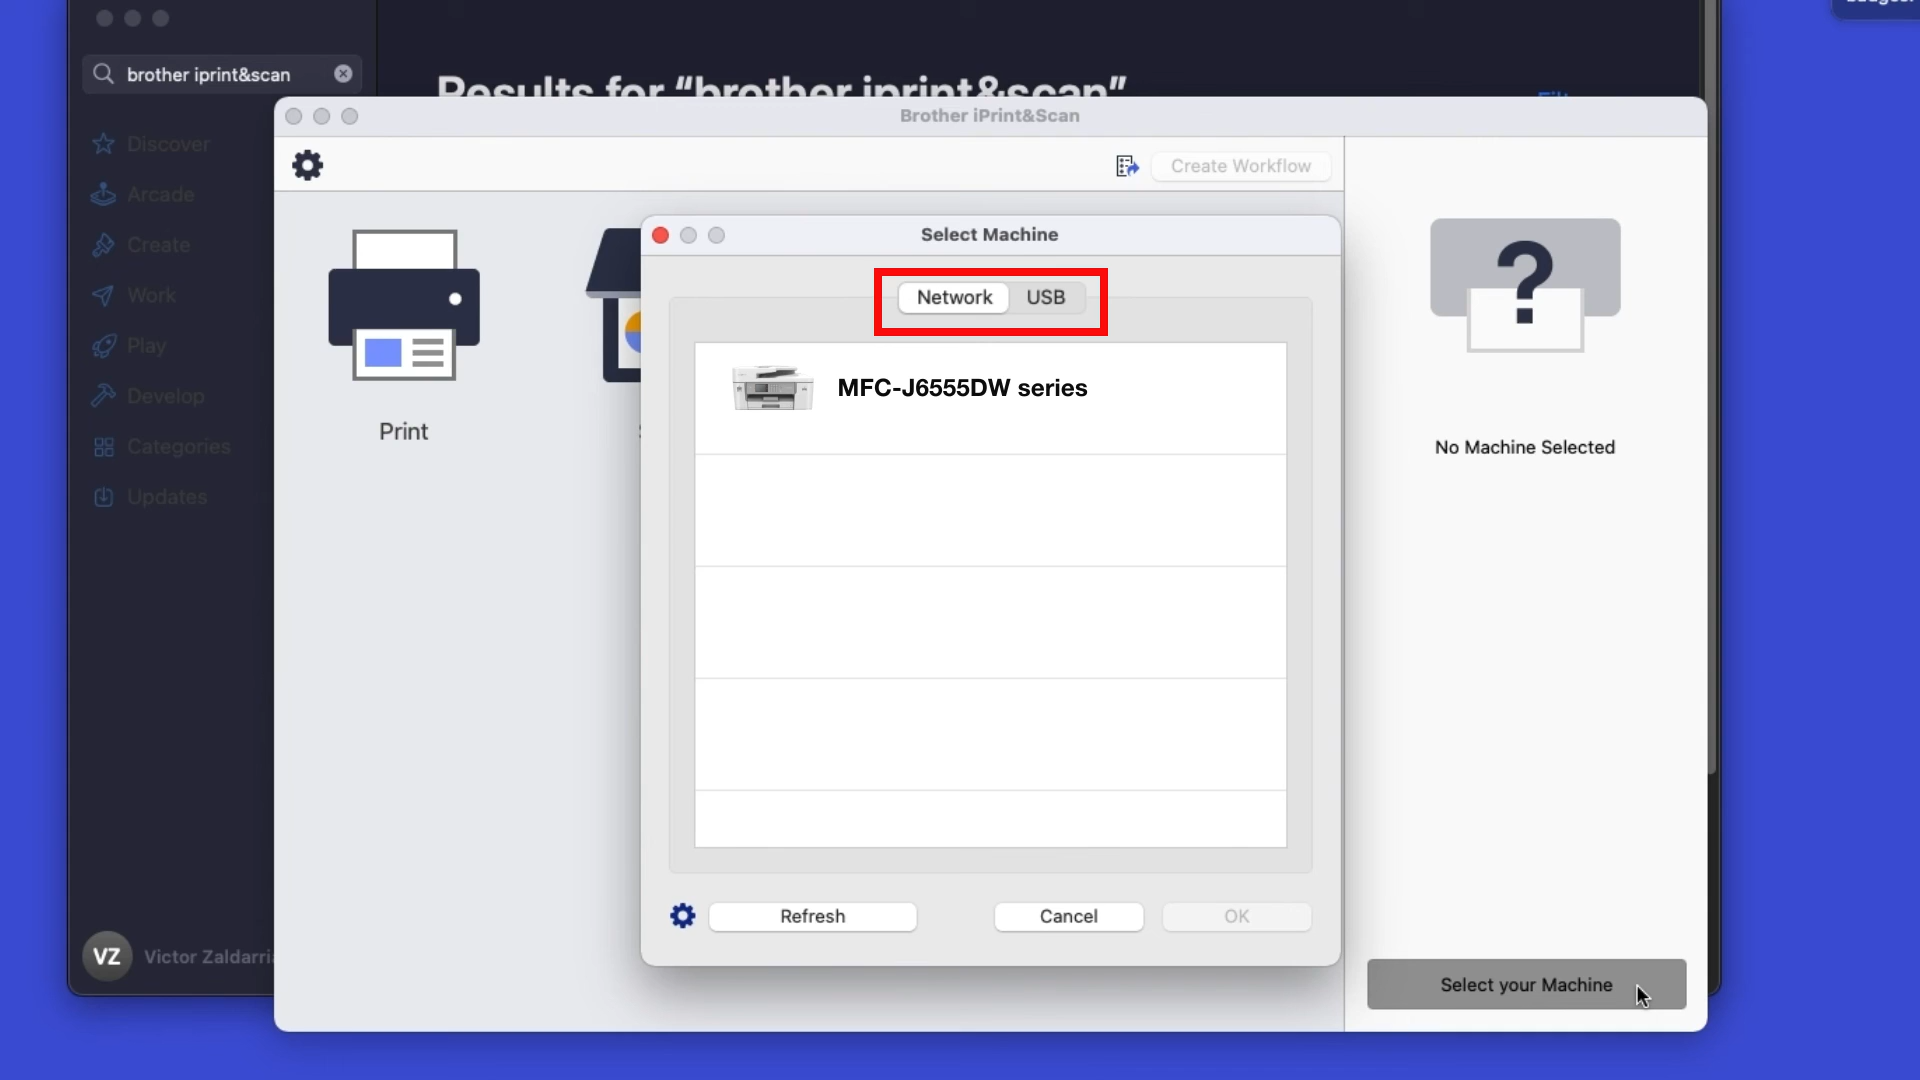 brother iprint&scan
Results for “brother iprint&scan”
Discover
Arcade
Create
Work
Play
Develop
Categories
Updates
VZ
Brother iPrint&Scan
Create Workflow
Print
Select Machine
Network
USB
MFC-J6555DW series
Refresh
Cancel
OK
No Machine Selected
Select your Machine